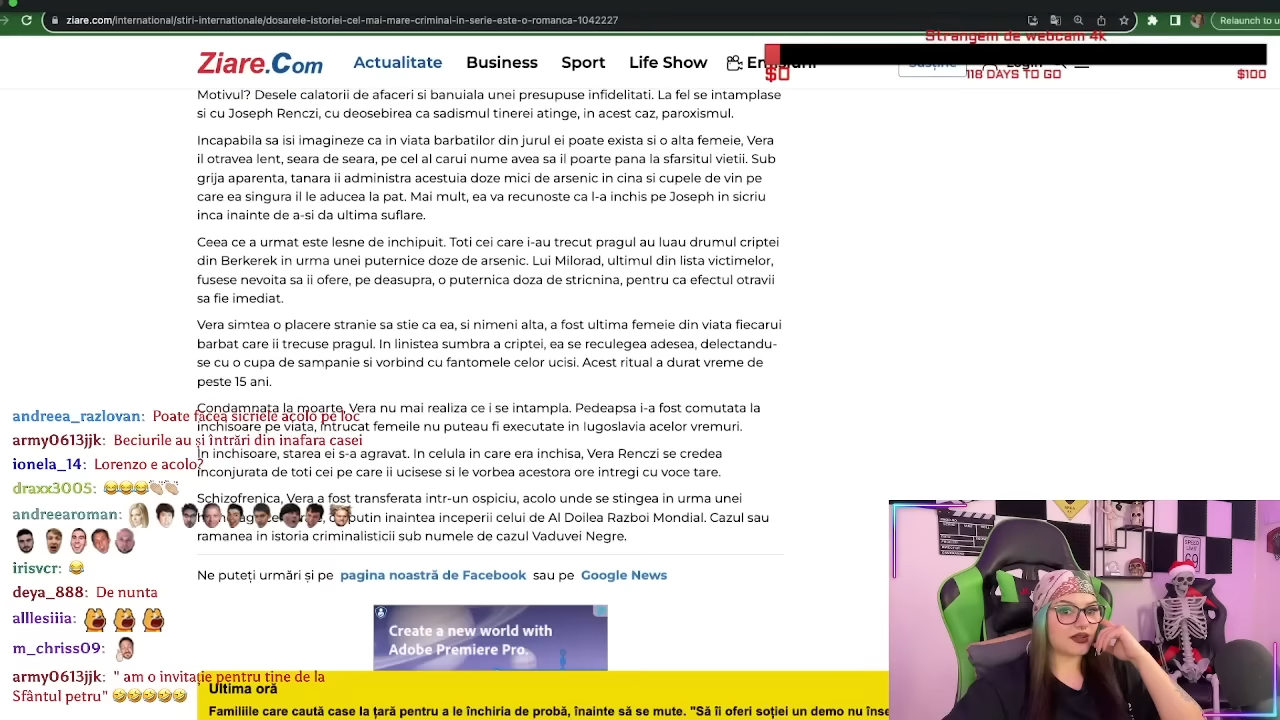 ziare.com/international/stiri-internationale/dosarele-istoriei-cel-mai-mare-criminal-in-serie-este-o-romanca-1042227
Relaunch to u
Strangem de webcam 4k
Ziare.Com
Actualitate
Business
Sport
Life Show
$0
118 DAYS TO GO
$100
Motivul? Desele calatorii de afaceri si banuiala unei presupuse infidelitati. La fel se intamplase
si cu Joseph Renczi, cu deosebirea ca sadismul tinerei atinge, in acest caz, paroxismul.
Incapabila sa isi imagineze ca in viata barbatilor din jurul ei poate exista si o alta femeie, Vera
il otravea lent, seara de seara, pe cel al carui nume avea sa il poarte pana la sfarsitul vietii. Sub
grija aparenta, tanara ii administra acestuia doze mici de arsenic in cina si cupele de vin pe
care ea singura il le aducea la pat. Mai mult, ea va recunoste ca l-a inchis pe Joseph in sicriu
inca inainte de a-si da ultima suflare.
Ceea ce a urmat este lesne de inchipuit. Toti cei care i-au trecut pragul au luau drumul criptei
din Berkerek in urma unei puternice doze de arsenic. Lui Milorad, ultimul din lista victimelor,
fusese nevoita sa ii ofere, pe deasupra, o puternica doza de stricnina, pentru ca efectul otravii
sa fie imediat.
Vera simtea o placere stranie sa stie ca ea, si nimeni alta, a fost ultima femeie din viata fiecarui
barbat care ii trecuse pragul. In linistea sumbra a criptei, ea se reculegea adesea, delectandu-
se cu o cupa de sampanie si vorbind cu fantomele celor ucisi. Acest ritual a durat vreme de
peste 15 ani.
Condamnata la moarte, Vera nu mai realiza ce i se intampla. Pedeapsa i-a fost comutata la
inchisoare pe viata, intrucat femeile nu puteau fi executate in Iugoslavia acelor vremuri.
In inchisoare, starea ei s-a agravat. In celula in care era inchisa, Vera Renczi se credea
inconjurata de toti cei pe care ii ucisese si le vorbea acestora ore intregi cu voce tare.
Schizofrenica, Vera a fost transferata intr-un ospiciu, acolo unde se stingea in urma unei
putin inaintea inceperii celui de Al Doilea Razboi Mondial. Cazul sau
ramanea in istoria criminalisticii sub numele de cazul Vaduvei Negre.
Ne puteți urmări și pe pagina noastră de Facebook sau pe Google News
andreea_razlovan: Poate făcea sicriele acolo pe loc
army0613jjk: Beciurile au și intrări din inafara casei
ionela_14: Lorenzo e acolo?
draxx3005: 😂😂😂👏🏼👏🏼
andreearoman:
irisvcr: 😂
deya_888: De nunta
alllesiiia:
m_chriss09:
army0613jjk: " am o invitație pentru tine de la
Sfântul petru" 🤣🤣🤣🤣🤣
Create a new world with
Adobe Premiere Pro.
Ultima oră
Familiile care caută case la țară pentru a le închiria de probă, înainte să se mute. "Să îi oferi soției un demo nu înse
SPEED
LIMIT